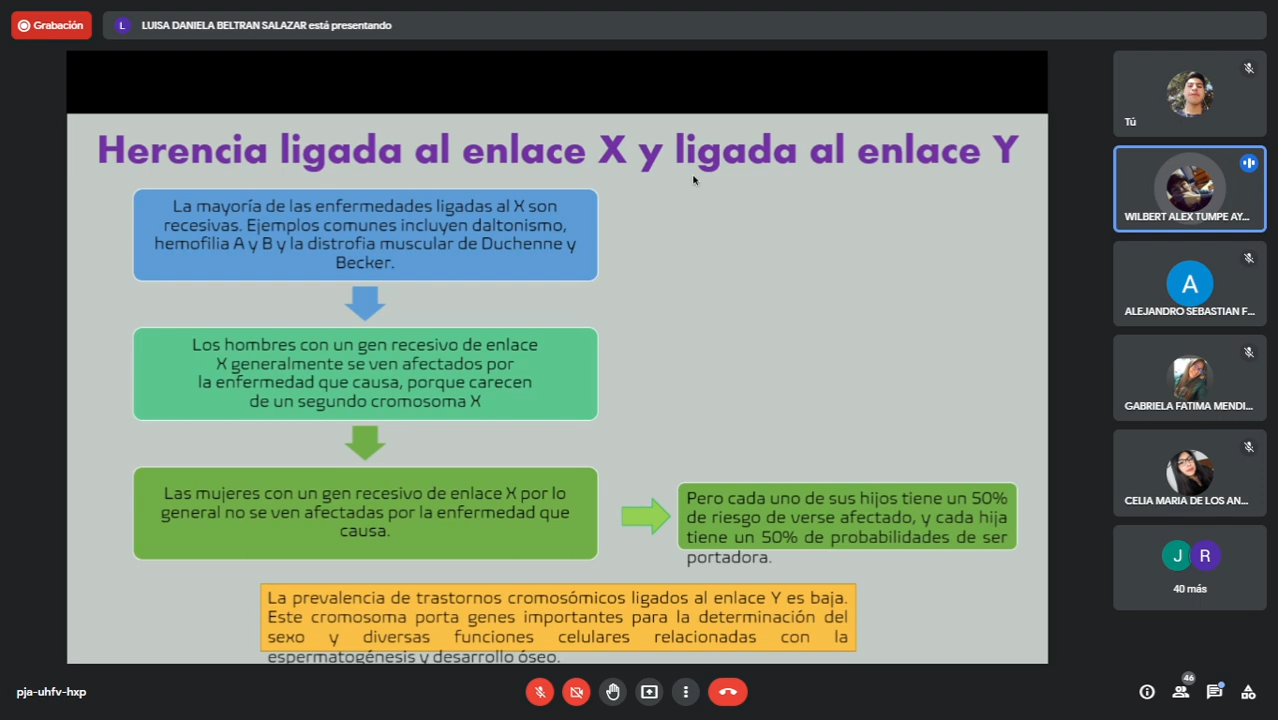 Grabación
L
LUISA DANIELA BELTRAN SALAZAR está presentando
Herencia ligada al enlace X y ligada al enlace Y
La mayoría de las enfermedades ligadas al X son
recesivas. Ejemplos comunes incluyen daltonismo,
hemofilia A y B y la distrofia muscular de Duchenne y
Becker.
Los hombres con un gen recesivo de enlace
X generalmente se ven afectados por
la enfermedad que causa, porque carecen
de un segundo cromosoma X
Las mujeres con un gen recesivo de enlace X por lo
general no se ven afectadas por la enfermedad que
causa.
Pero cada uno de sus hijos tiene un 50%
de riesgo de verse afectado, y cada hija
tiene un 50% de probabilidades de ser
portadora.
La prevalencia de trastornos cromosómicos ligados al enlace Y es baja.
Este cromosoma porta genes importantes para la determinación del
sexo y diversas funciones celulares relacionadas con la
espermatogénesis y desarrollo óseo.
Tú
WILBERT ALEX TUMPE AY...
A
ALEJANDRO SEBASTIAN F...
GABRIELA FATIMA MENDI...
CELIA MARIA DE LOS AN...
J
R
40 más
pja-uhfv-hxp
46